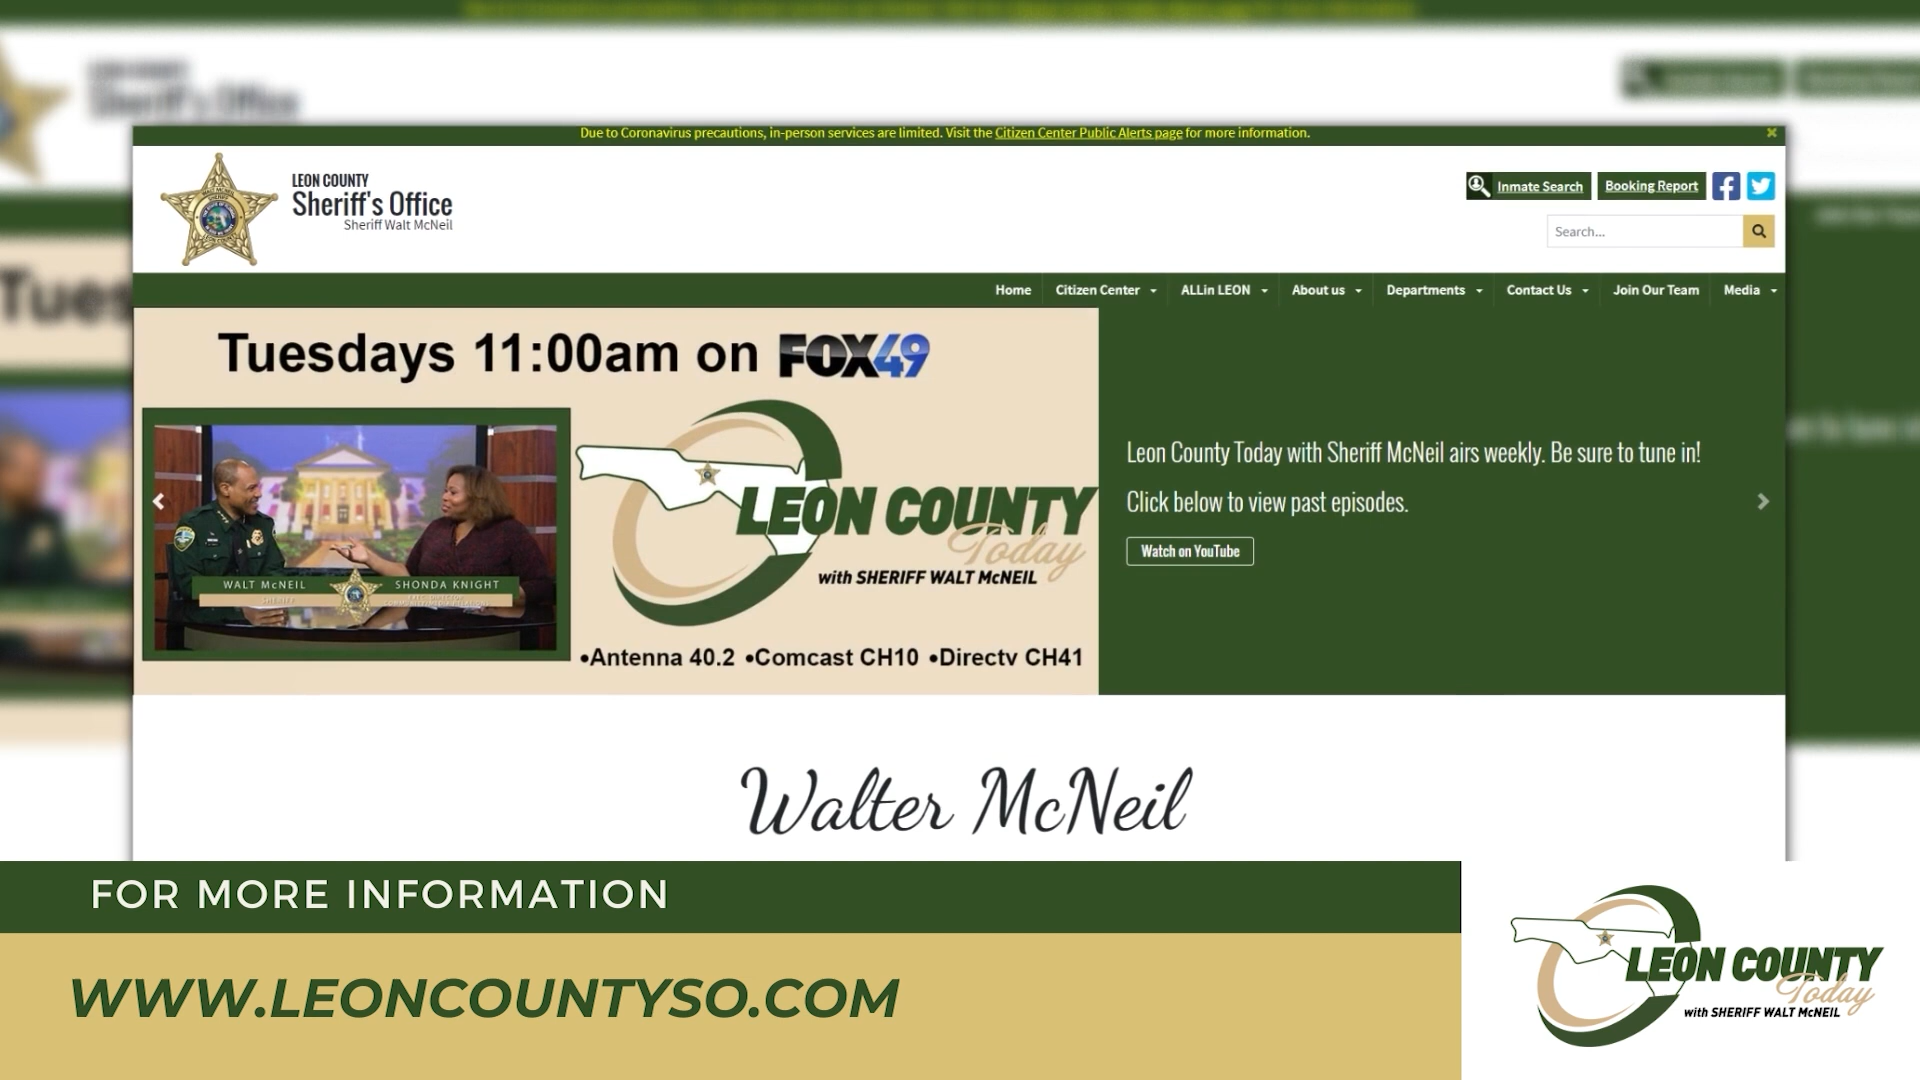 Due to Coronavirus precautions, in-person services are limited. Visit the Citizen Center Public Alerts page for more information.
LEON COUNTY
Sheriff's Office
Sheriff Walt McNeil
Inmate Search
Booking Report
Search...
Home
Citizen Center
ALLin LEON
About us
Departments
Contact Us
Join Our Team
Media
Tuesdays 11:00am on FOX49
WALT McNEIL
SHERIFF
SHONDA KNIGHT
LEON COUNTY
Today
with SHERIFF WALT McNEIL
•Antenna 40.2 •Comcast CH10 •Directv CH41
Leon County Today with Sheriff McNeil airs weekly. Be sure to tune in!
Click below to view past episodes.
Watch on YouTube
Walter McNeil
FOR MORE INFORMATION
WWW.LEONCOUNTYSO.COM
LEON COUNTY
Today
with SHERIFF WALT McNEIL